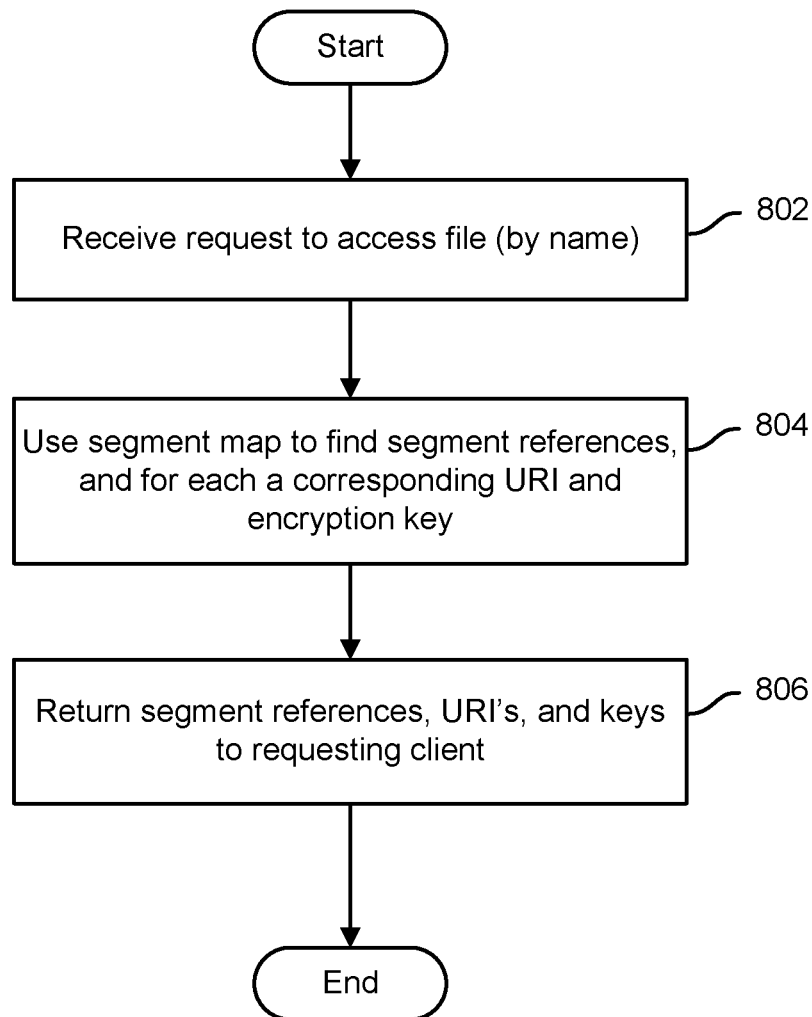 Start
Receive request to access file (by name)
802
Use segment map to find segment references,
and for each a corresponding URI and
encryption key
804
Return segment references, URI's, and keys
to requesting client
806
End